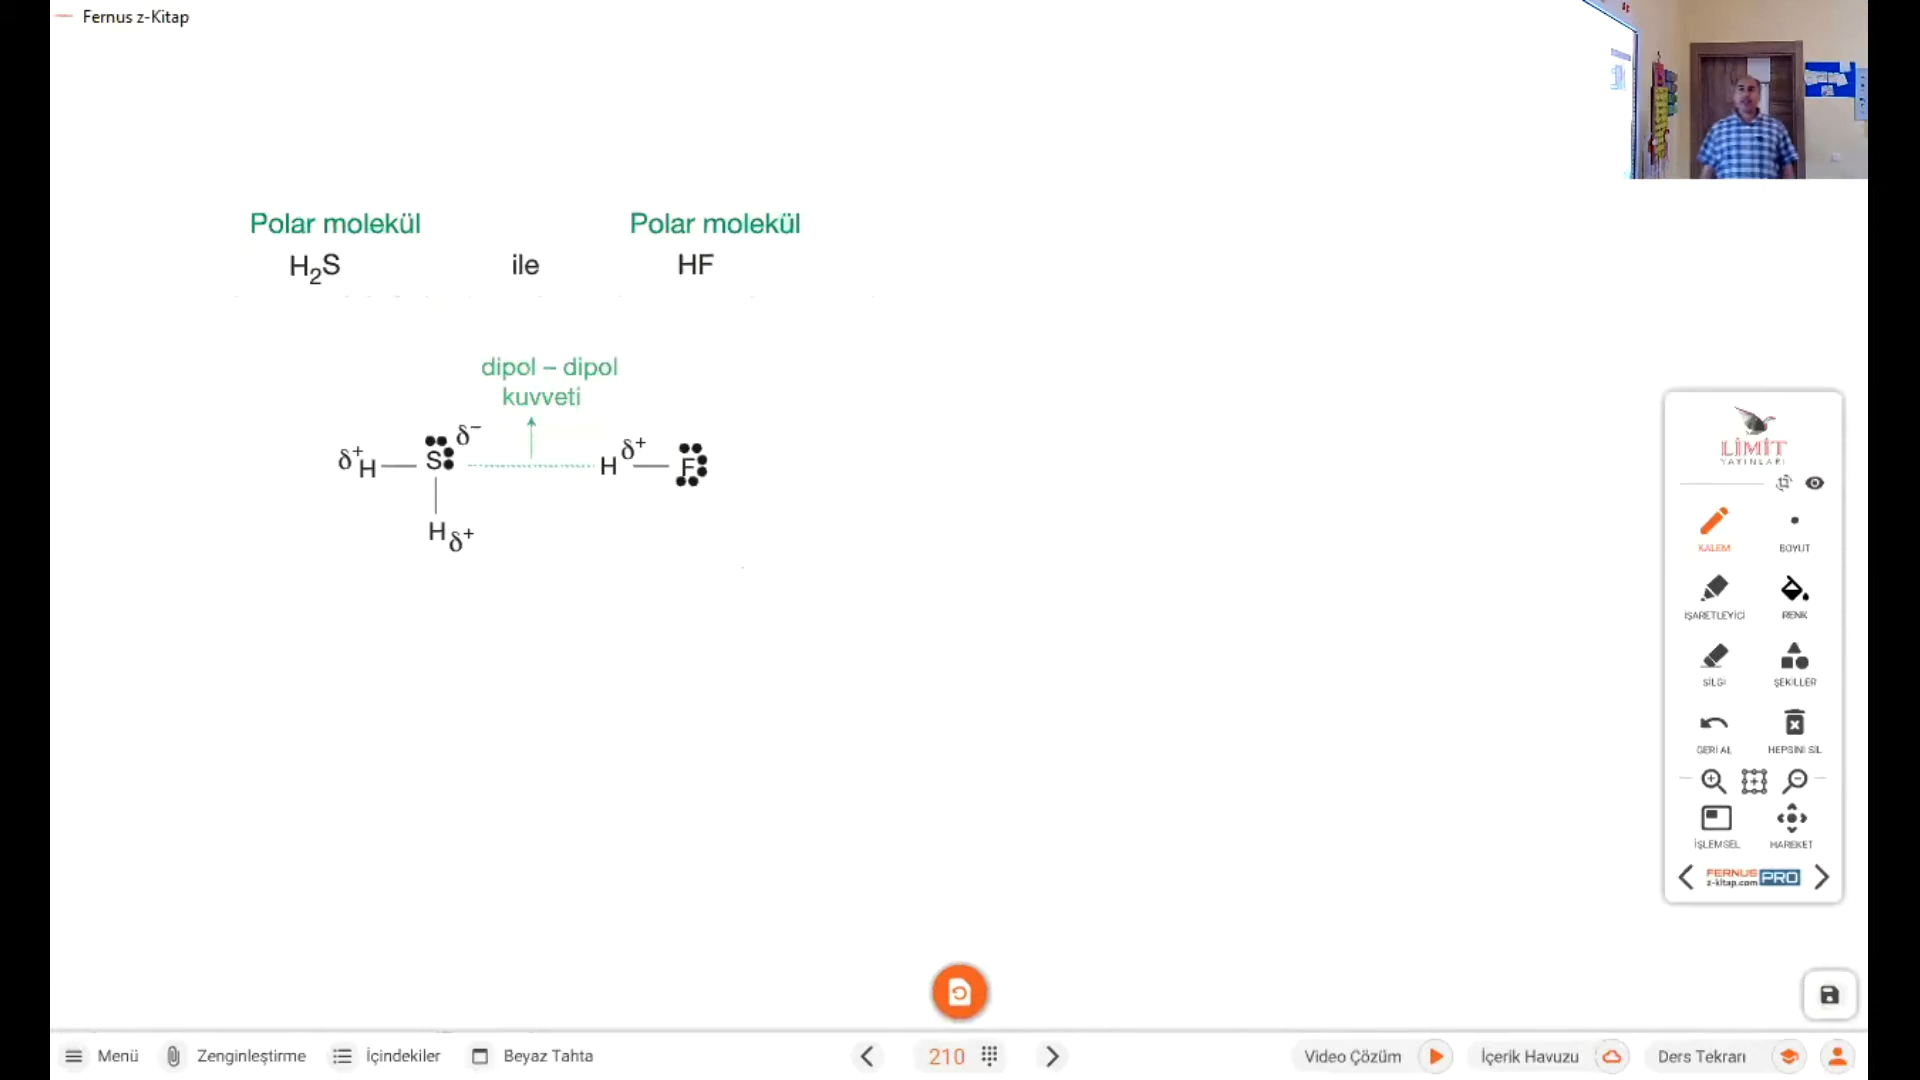 Fernus z-Kitap
Polar molekül Polar molekül
H₂S ile HF
dipol – dipol
kuvveti
δ⁺H S δ⁻ H δ⁺ F
H δ⁺
LİMİT
YAYINLARI
KALEM BOYUT
İŞARETLEYİCİ RENK
SİLGİ ŞEKİLLER
GERİ AL HEPSİNİ SİL
İŞLEMSEL HAREKET
FERNUS PRO
z-kitap.com
Menü Zenginleştirme İçindekiler Beyaz Tahta 210 Video Çözüm İçerik Havuzu Ders Tekrarı